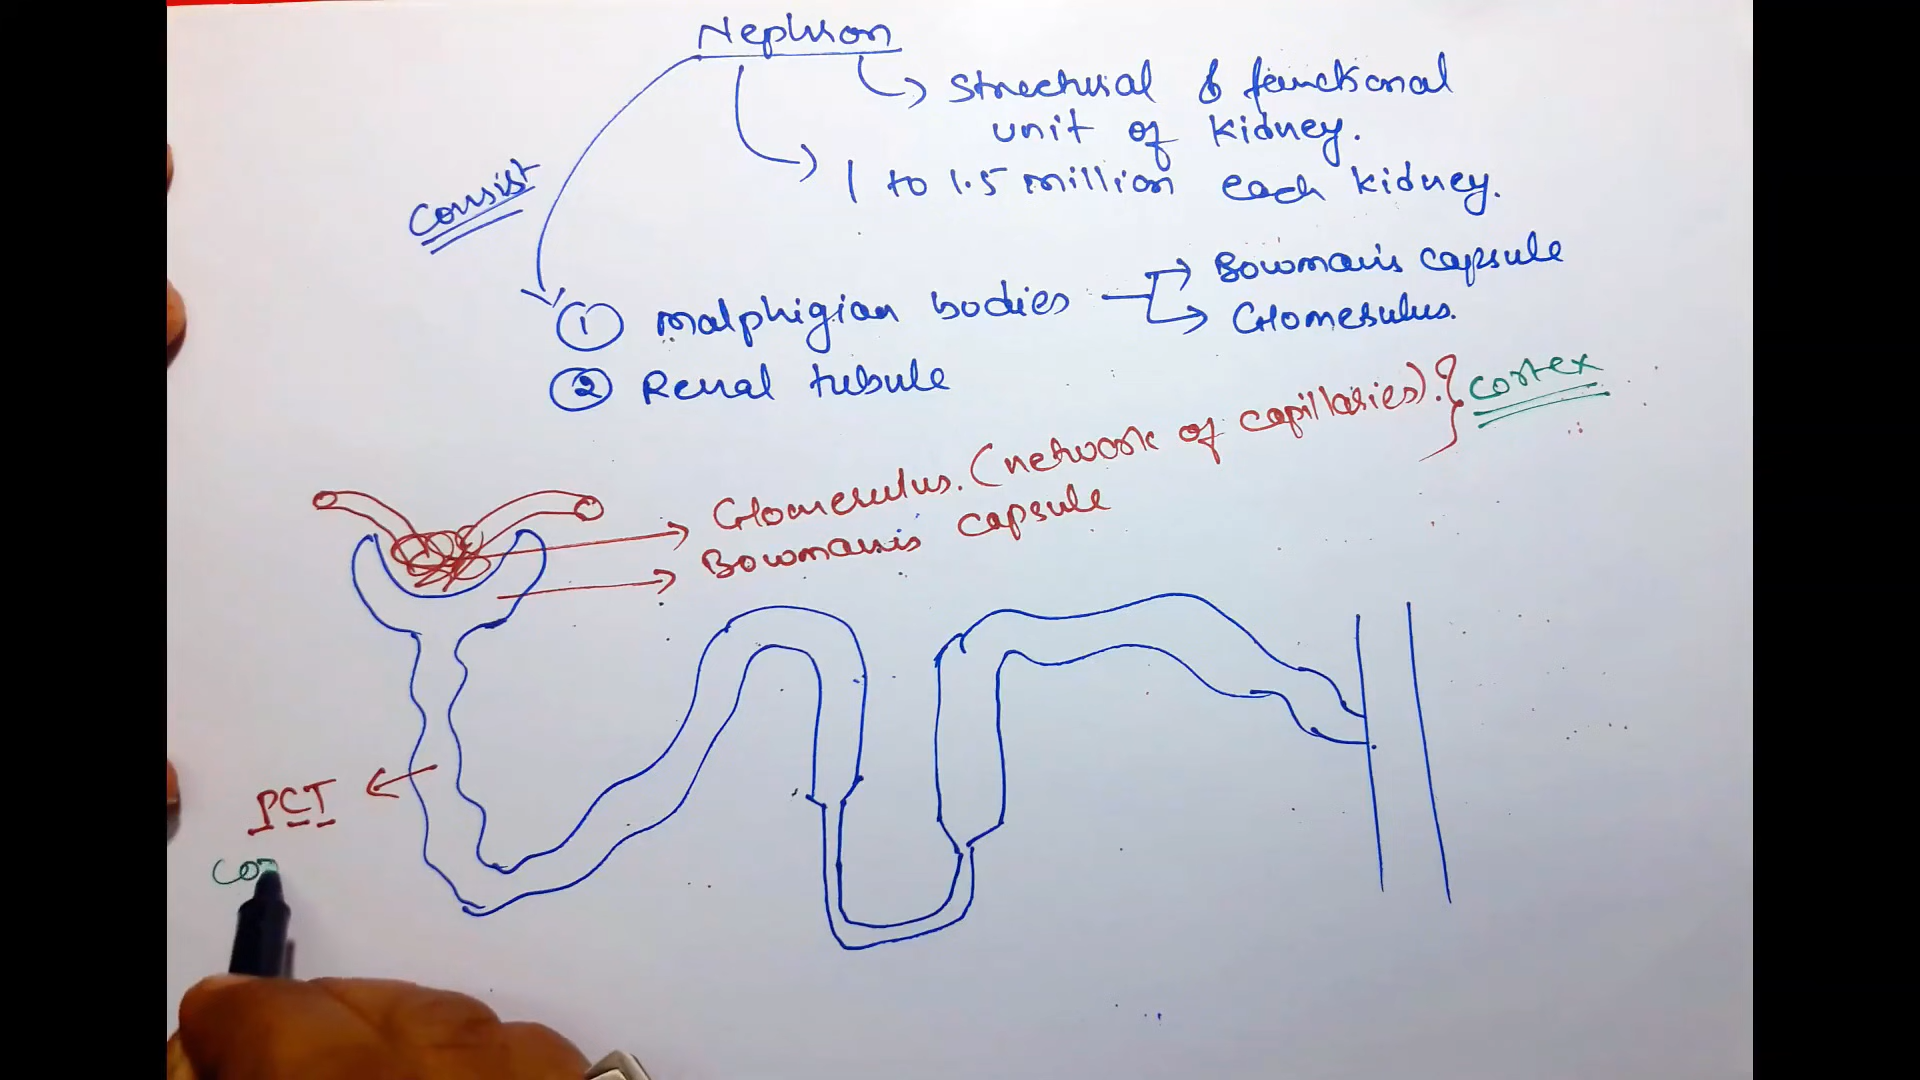 Nephron
Structural & functional
unit of kidney.
1 to 1.5 million each kidney.
Consist
① Malphigian bodies
Bowman's capsule
Glomerulus.
② Renal tubule
Glomerulus. (network of capillaries). } cortex
Bowman's capsule
PCT
Cor